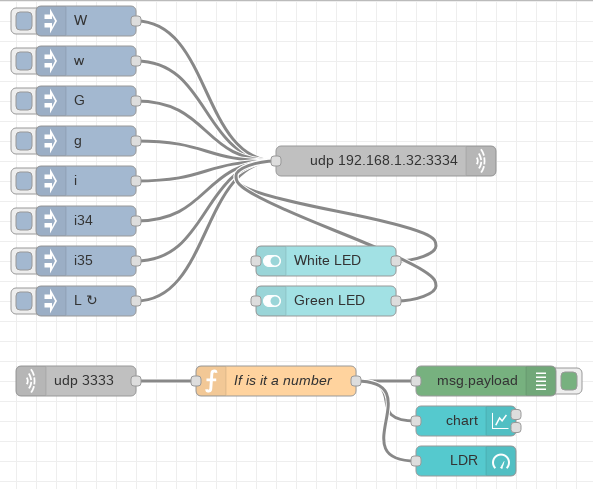 W
w
G
g
i
i34
i35
L ↻
udp 192.168.1.32:3334
White LED
Green LED
udp 3333
If is it a number
msg.payload
chart
LDR